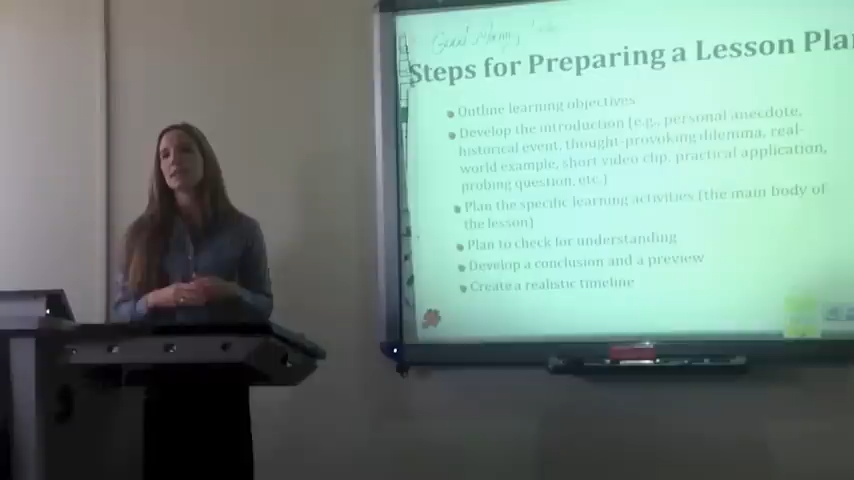 Good
Steps for Preparing a Lesson Plan
Outline learning objectives
Develop the introduction (e.g., personal anecdote,
historical event, thought-provoking dilemma, real-
world example, short video clip, practical application,
probing question, etc.)
Plan the specific learning activities (the main body of
the lesson)
Plan to check for understanding
Develop a conclusion and a preview
Create a realistic timeline